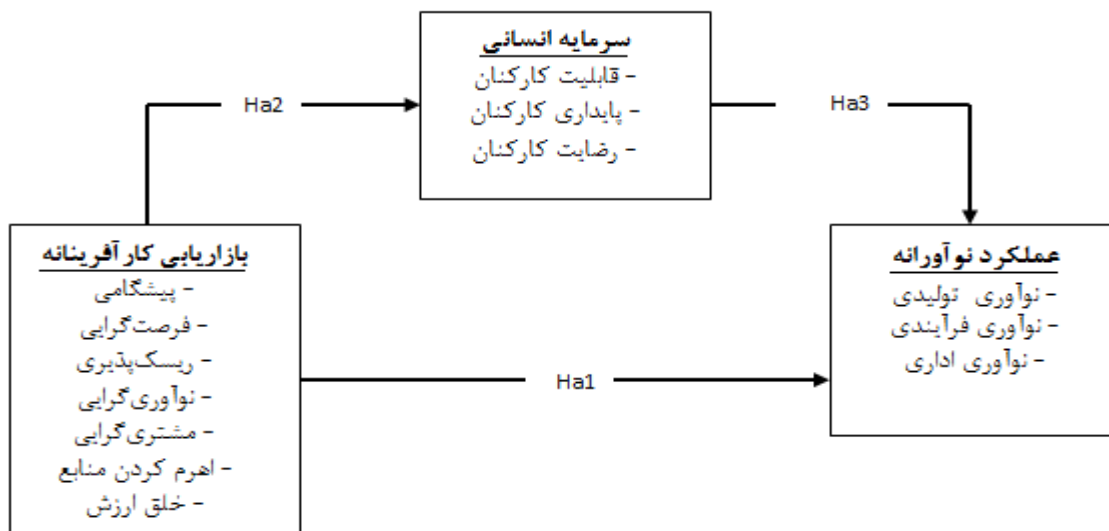 سرمایه انسانی
- قابلیت کارکنان
- پایداری کارکنان
- رضایت کارکنان
Ha2
Ha3
بازاریابی کارآفرینانه
- پیشگامی
- فرصت‌گرایی
- ریسک‌پذیری
- نوآوری‌گرایی
- مشتری‌گرایی
- اهرم کردن منابع
- خلق ارزش
Ha1
عملکرد نوآورانه
- نوآوری تولیدی
- نوآوری فرآیندی
- نوآوری اداری